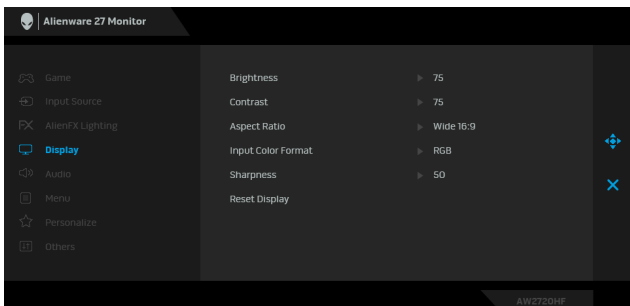 Alienware 27 Monitor
Game
Input Source
FX AlienFX Lighting
Display
Audio
Menu
Personalize
Others
Brightness 75
Contrast 75
Aspect Ratio Wide 16:9
Input Color Format RGB
Sharpness 50
Reset Display
AW2720HF